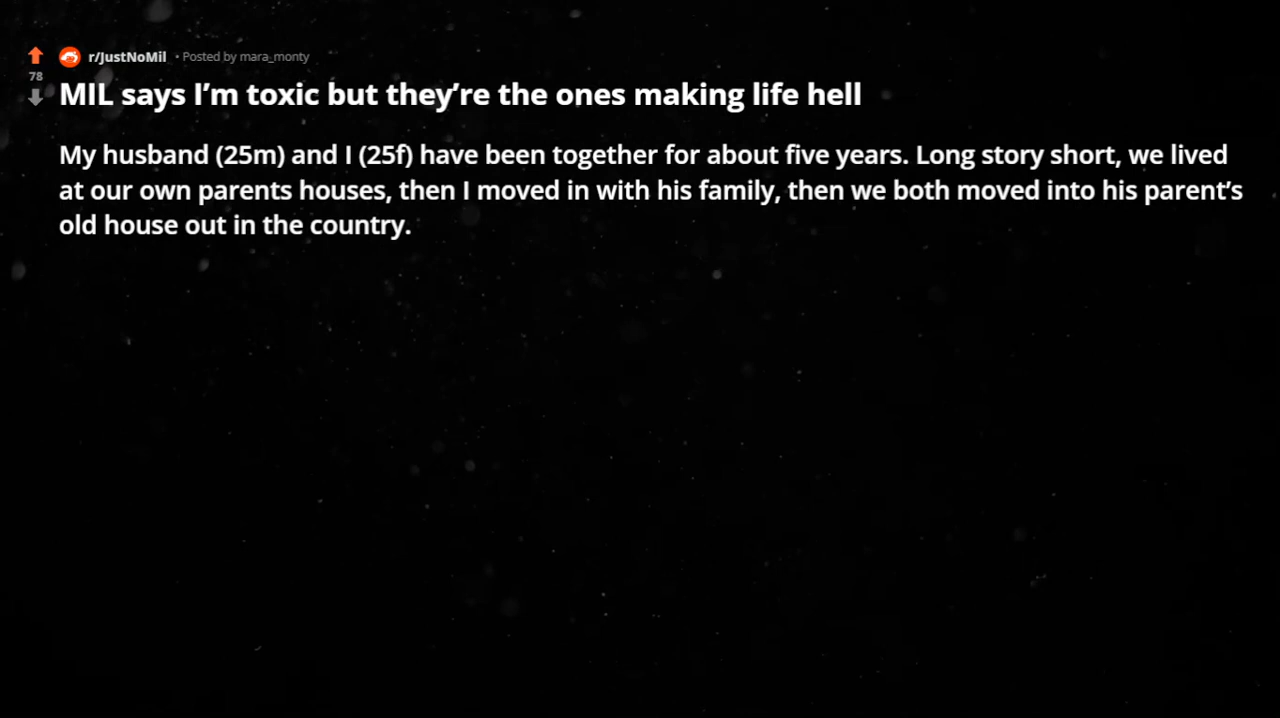 r/JustNoMil • Posted by mara_monty
78
MIL says I’m toxic but they’re the ones making life hell
My husband (25m) and I (25f) have been together for about five years. Long story short, we lived
at our own parents houses, then I moved in with his family, then we both moved into his parent’s
old house out in the country.